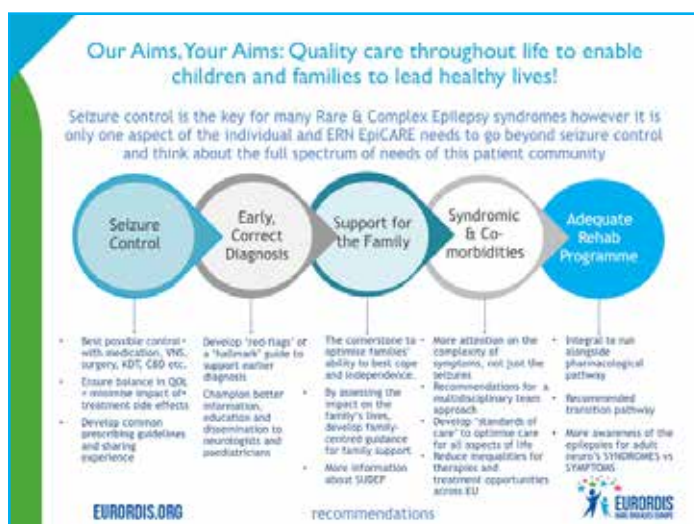 Our Aims, Your Aims: Quality care throughout life to enable
children and families to lead healthy lives!
Seizure control is the key for many Rare & Complex Epilepsy syndromes however it is
only one aspect of the individual and ERN EpiCARE needs to go beyond seizure control
and think about the full spectrum of needs of this patient community
Seizure
Control
Early,
Correct
Diagnosis
Support for
the Family
Syndromic
& Co-
morbidities
Adequate
Rehab
Programme
• Best possible control
with medication, VNS,
surgery, KDT, CBD etc.
• Ensure balance in QOL
minimise impact of
treatment side effects
• Develop common
prescribing guidelines
and sharing
experience
Develop 'red-flags' or
a 'hallmark' guide to
support earlier
diagnosis
Champion better
information,
education and
dissemination to
neurologists and
paediatricians
The cornerstone to
optimise families'
ability to best cope
and independence.
• By assessing the
impact on the
family's lives,
develop family-
centred guidance
for family support
• More information
about SUDEP
• More attention on the
complexity of
symptoms, not just the
seizures
• Recommendations for a
multidisciplinary team
approach
• Develop "standards of
care" to optimise care
for all aspects of life
• Reduce inequalities for
therapies and
treatment opportunities
across EU
• Integral to run
alongside
pharmacological
pathway
• Recommended
transition pathway
• More awareness of the
epilepsies for adult
neuro's SYNDROMES vs
SYMPTOMS
EURORDIS.ORG
recommendations
EURORDIS
RARE DISEASES EUROPE